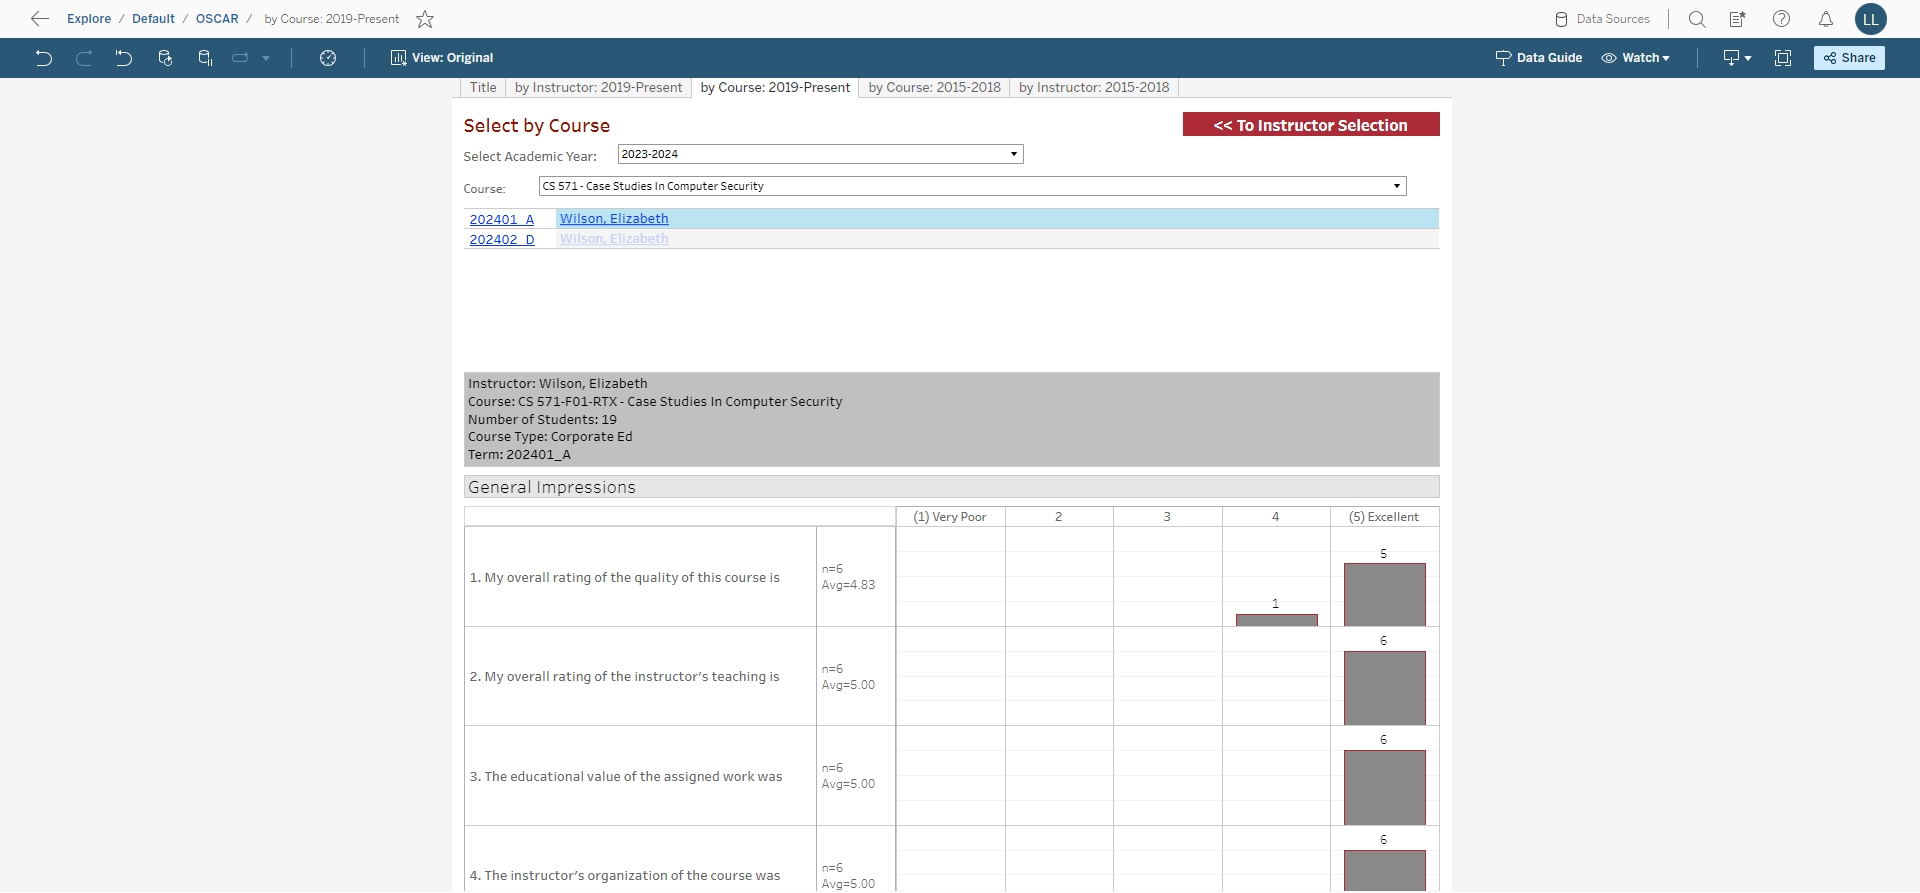 Explore / Default / OSCAR / by Course: 2019-Present
Data Sources
LL
View: Original
Data Guide
Watch
Share
Title
by Instructor: 2019-Present
by Course: 2019-Present
by Course: 2015-2018
by Instructor: 2015-2018
Select by Course
<< To Instructor Selection
Select Academic Year:
2023-2024
Course:
CS 571 - Case Studies In Computer Security
202401_A Wilson, Elizabeth
202402_D Wilson, Elizabeth
Instructor: Wilson, Elizabeth
Course: CS 571-F01-RTX - Case Studies In Computer Security
Number of Students: 19
Course Type: Corporate Ed
Term: 202401_A
General Impressions
(1) Very Poor 2 3 4 (5) Excellent
1. My overall rating of the quality of this course is
n=6
Avg=4.83
1
5
2. My overall rating of the instructor's teaching is
n=6
Avg=5.00
6
3. The educational value of the assigned work was
n=6
Avg=5.00
6
4. The instructor's organization of the course was
n=6
Avg=5.00
6